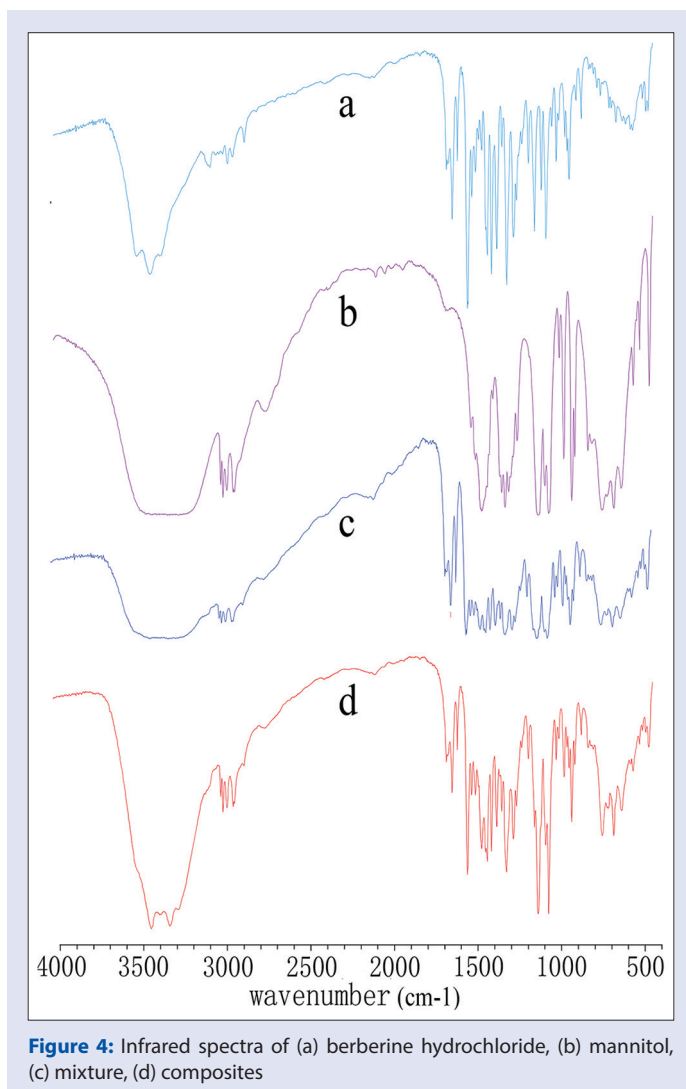 a
b
c
d
4000 3500 3000 2500 2000 1500 1000 500
wavenumber (cm-1)
Figure 4: Infrared spectra of (a) berberine hydrochloride, (b) mannitol,
(c) mixture, (d) composites